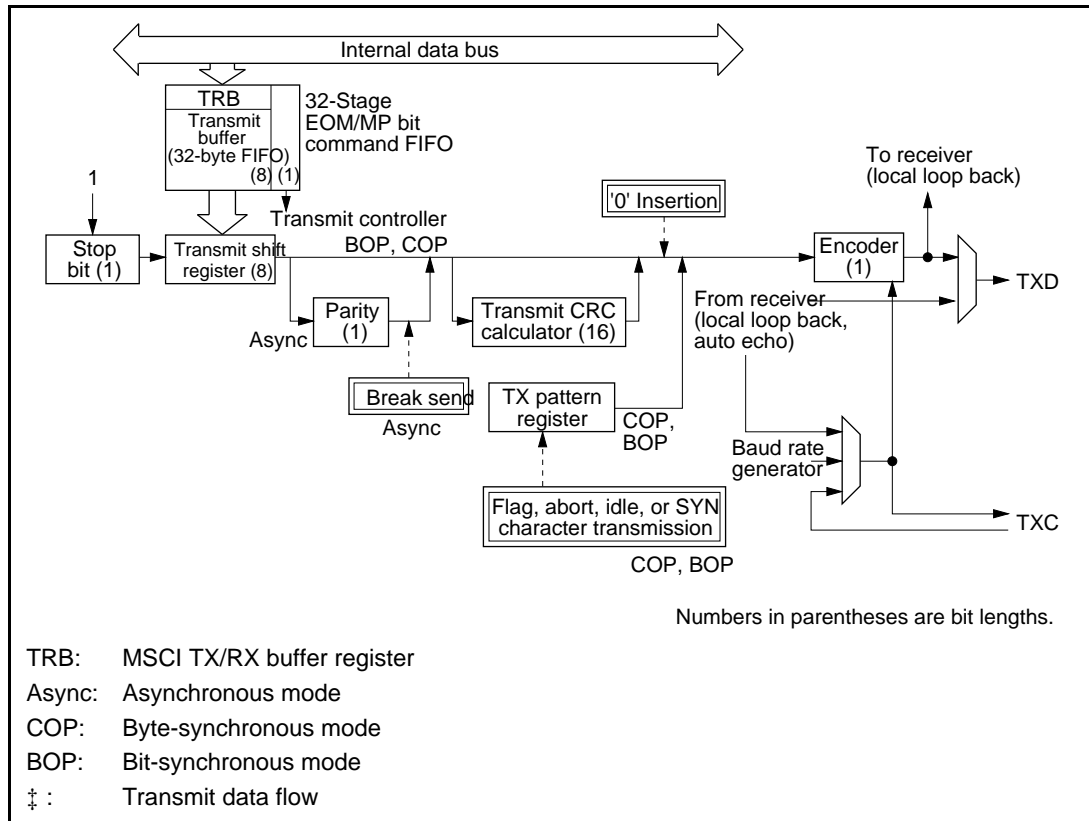 Internal data bus
TRB
Transmit
buffer
(32-byte FIFO)
(8) (1)
32-Stage
EOM/MP bit
command FIFO
To receiver
(local loop back)
1
'0' Insertion
Transmit controller
BOP, COP
Stop
bit (1)
Transmit shift
register (8)
Encoder
(1)
TXD
Parity
(1)
Async
Transmit CRC
calculator (16)
From receiver
(local loop back,
auto echo)
Break send
Async
TX pattern
register
COP,
BOP
Baud rate
generator
Flag, abort, idle, or SYN
character transmission
COP, BOP
TXC
Numbers in parentheses are bit lengths.
TRB: MSCI TX/RX buffer register
Async: Asynchronous mode
COP: Byte-synchronous mode
BOP: Bit-synchronous mode
‡ : Transmit data flow